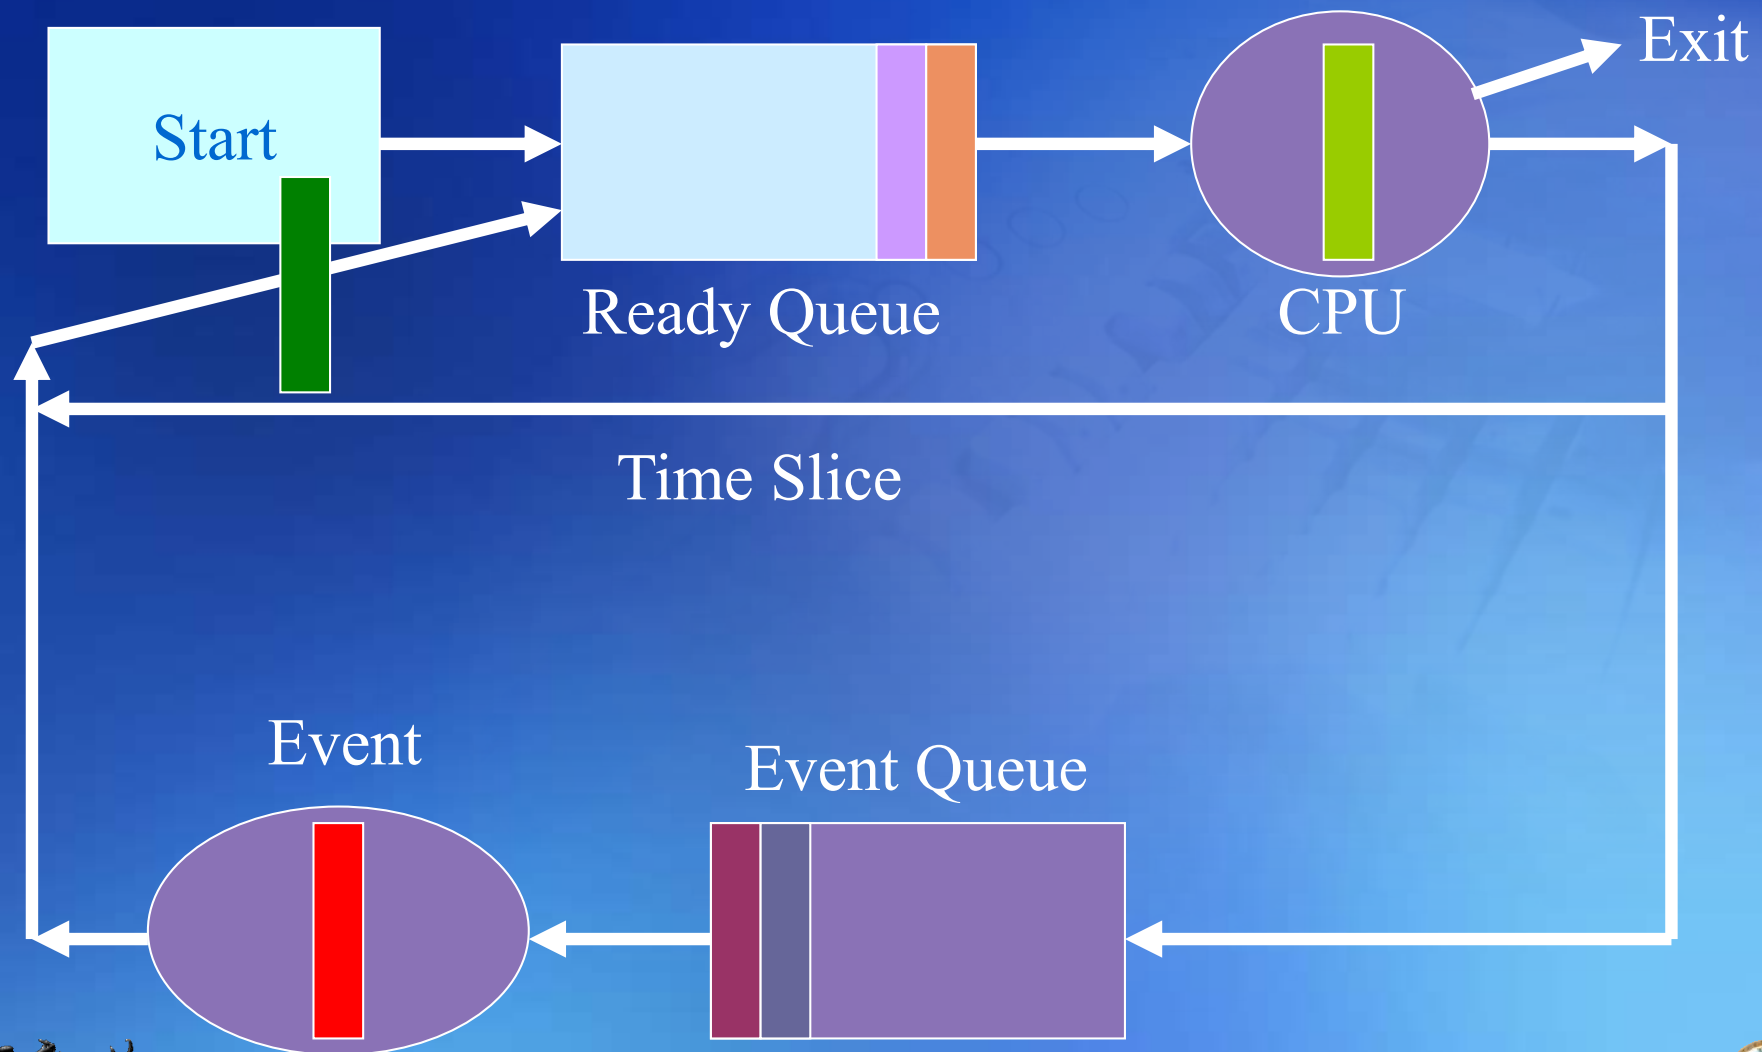 Start
Exit
Ready Queue
CPU
Time Slice
Event
Event Queue